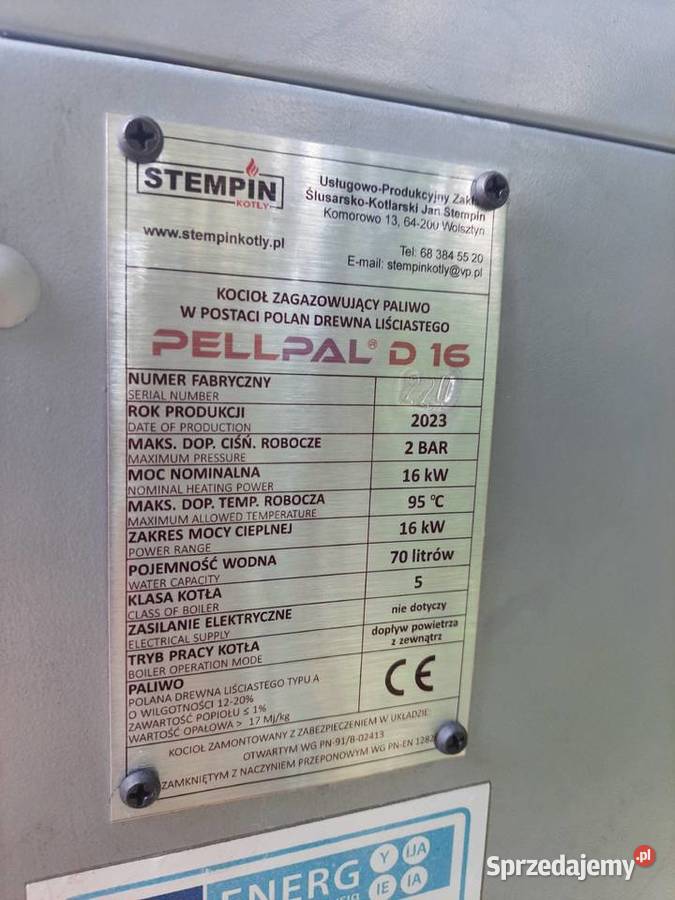 STEMPIN
KOTŁY
www.stempinkotly.pl
Usługowo-Produkcyjny
Ślusarsko-Kotlarski Jan Stempin
Komorowo 13, 64-200 Wolsztyn
Tel: 68 384 55 20
E-mail: stempinkotly@vp.pl
KOCIOŁ ZAGAZOWUJĄCY PALIWO
W POSTACI POLAN DREWNA LIŚCIASTEGO
PELLPAL® D 16
NUMER FABRYCZNY
SERIAL NUMBER
220
ROK PRODUKCJI
DATE OF PRODUCTION
2023
MAKS. DOP. CIŚN. ROBOCZE
MAXIMUM PRESSURE
2 BAR
MOC NOMINALNA
NOMINAL HEATING POWER
16 kW
MAKS. DOP. TEMP. ROBOCZA
MAXIMUM ALLOWED TEMPERATURE
95 °C
ZAKRES MOCY CIEPLNEJ
POWER RANGE
16 kW
POJEMNOŚĆ WODNA
WATER CAPACITY
70 litrów
KLASA KOTŁA
CLASS OF BOILER
5
ZASILANIE ELEKTRYCZNE
ELECTRICAL SUPPLY
nie dotyczy
TRYB PRACY KOTŁA
BOILER OPERATION MODE
dopływ powietrza
z zewnątrz
PALIWO
POLANA DREWNA LIŚCIASTEGO TYPU A
O WILGOTNOŚCI 12-20%
ZAWARTOŚĆ POPIOŁU ≤ 1%
WARTOŚĆ OPAŁOWA > 17 Mj/kg
CE
KOCIOŁ ZAMONTOWANY Z ZABEZPIECZENIEM W UKŁADZIE:
OTWARTYM WG PN-91/B-02413
ZAMKNIĘTYM Z NACZYNIEM PRZEPONOWYM WG PN-EN 1282
ENERG
Y IJA
IE IA
Sprzedajemy.pl